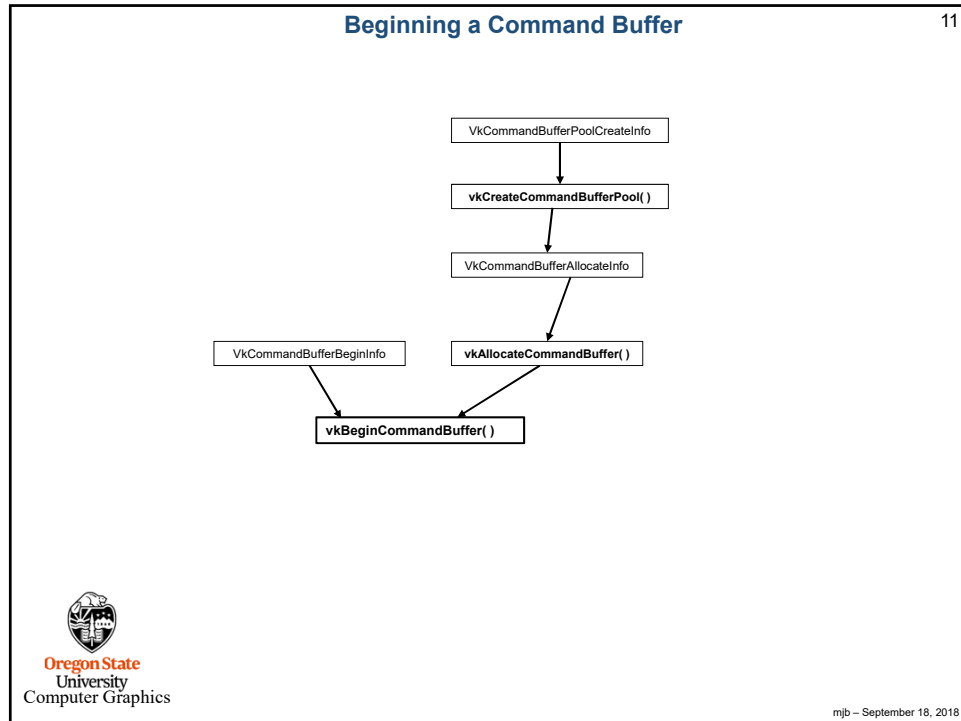 Beginning a Command Buffer
11
VkCommandBufferPoolCreateInfo
vkCreateCommandBufferPool( )
VkCommandBufferAllocateInfo
VkCommandBufferBeginInfo
vkAllocateCommandBuffer( )
vkBeginCommandBuffer( )
Oregon State
University
Computer Graphics
mjb – September 18, 2018